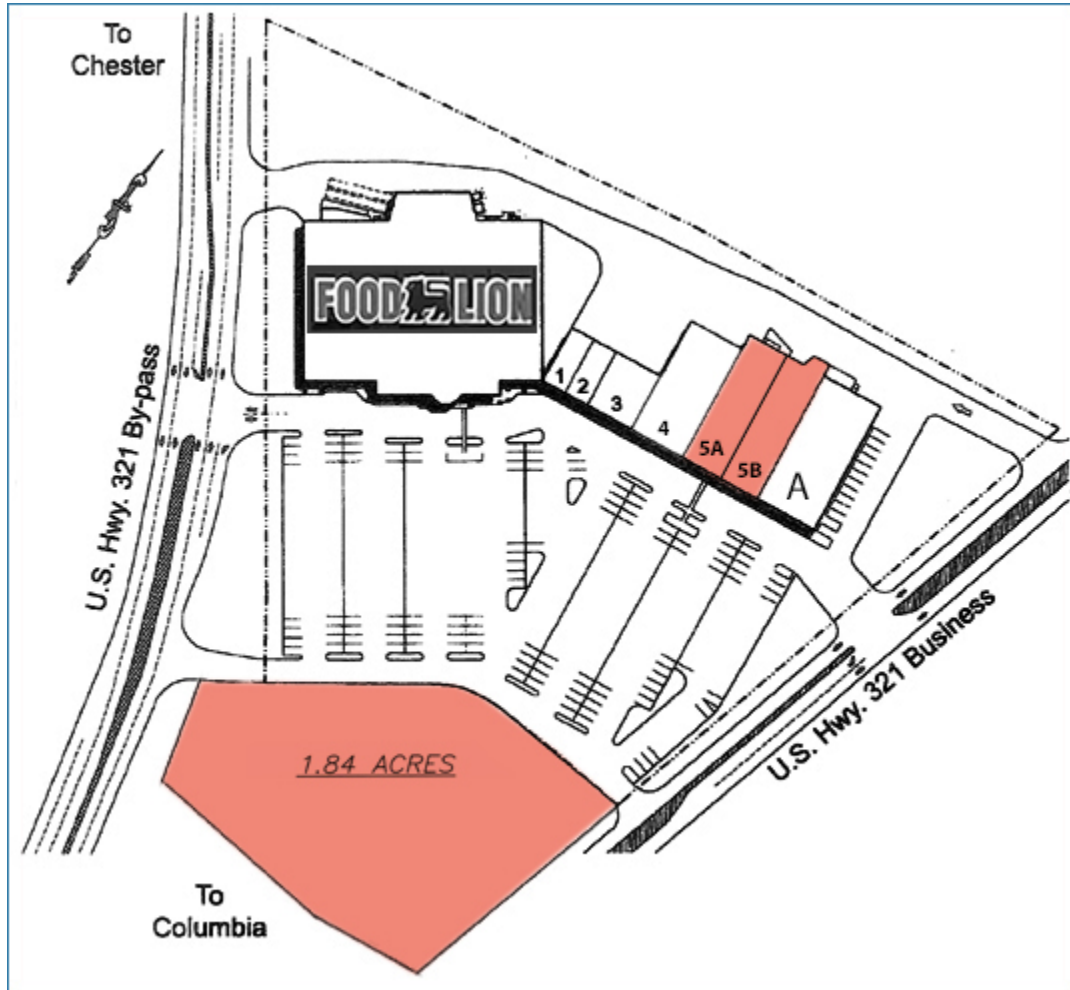 To
Chester
U.S. Hwy. 321 By-pass
FOOD LION
1
2
3
4
5A
5B
A
U.S. Hwy. 321 Business
1.84 ACRES
To
Columbia